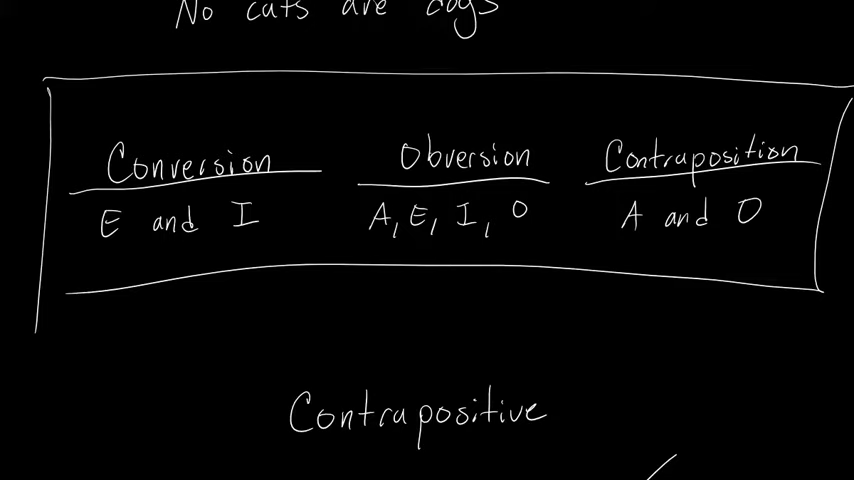 No cats are dogs
Conversion Obversion Contraposition
E and I A, E, I, O A and O
Contrapositive